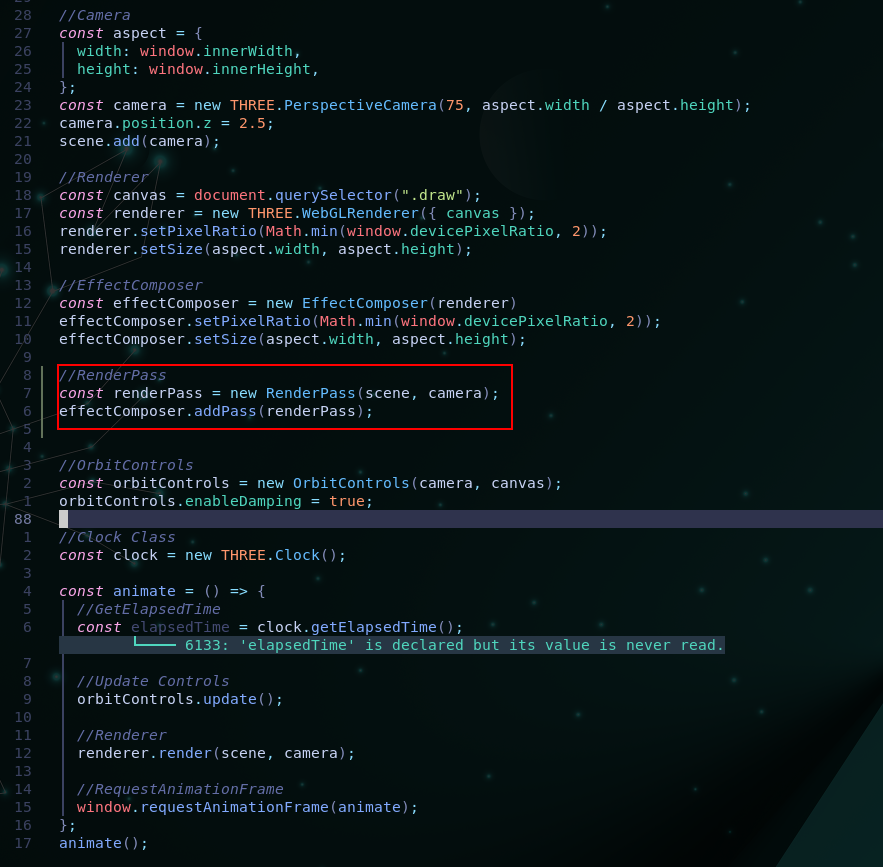 28 //Camera
27 const aspect = {
26 width: window.innerWidth,
25 height: window.innerHeight,
24 };
23 const camera = new THREE.PerspectiveCamera(75, aspect.width / aspect.height);
22 camera.position.z = 2.5;
21 scene.add(camera);
20
19 //Renderer
18 const canvas = document.querySelector(".draw");
17 const renderer = new THREE.WebGLRenderer({ canvas });
16 renderer.setPixelRatio(Math.min(window.devicePixelRatio, 2));
15 renderer.setSize(aspect.width, aspect.height);
14
13 //EffectComposer
12 const effectComposer = new EffectComposer(renderer)
11 effectComposer.setPixelRatio(Math.min(window.devicePixelRatio, 2));
10 effectComposer.setSize(aspect.width, aspect.height);
9
8 //RenderPass
7 const renderPass = new RenderPass(scene, camera);
6 effectComposer.addPass(renderPass);
5
4
3 //OrbitControls
2 const orbitControls = new OrbitControls(camera, canvas);
1 orbitControls.enableDamping = true;
88
1 //Clock Class
2 const clock = new THREE.Clock();
3
4 const animate = () => {
5 //GetElapsedTime
6 const elapsedTime = clock.getElapsedTime();
6133: 'elapsedTime' is declared but its value is never read.
7
8 //Update Controls
9 orbitControls.update();
10
11 //Renderer
12 renderer.render(scene, camera);
13
14 //RequestAnimationFrame
15 window.requestAnimationFrame(animate);
16 };
17 animate();